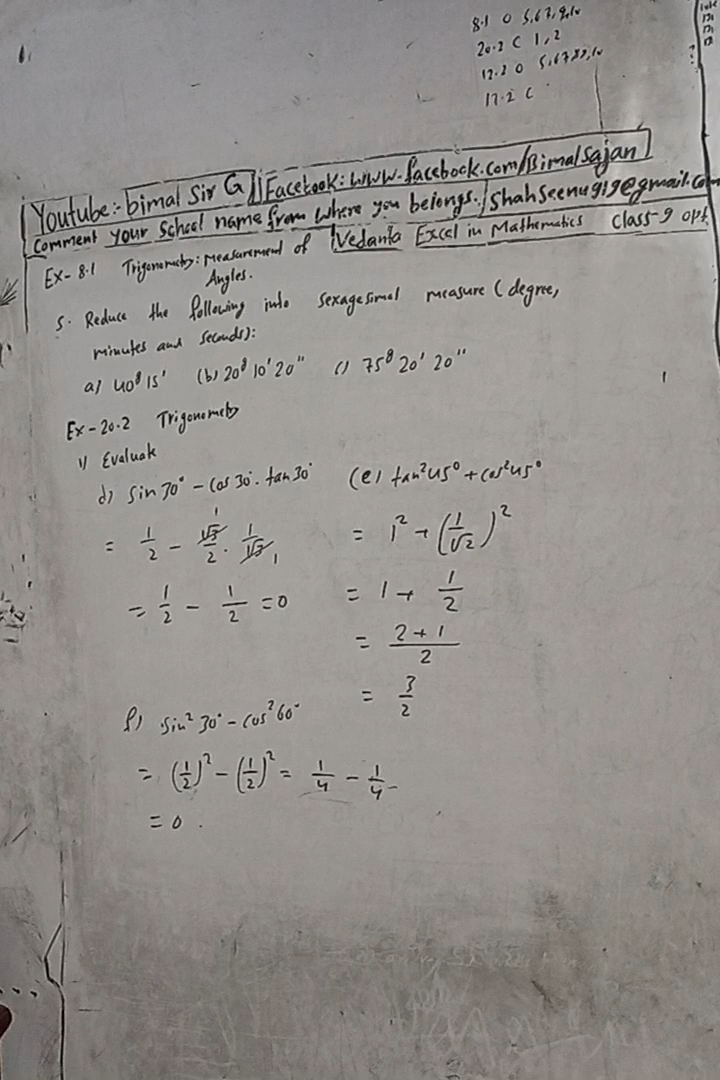 8.1 O 5,6,7,
20.2 C 1,2
12.2 O 5,6,7,8,9,10
17.2 C
Youtube:- bimal Sir G Facebook: www.facebook.com/Bimalsajan
Comment your School name from where you belongs. shahseenu919@gmail.com
Ex- 8.1 Trigonometry: Measurement of Angles. Vedanta Excel in Mathematics Class-9 opt.
5. Reduce the following into Sexagesimal measure (degree,
minutes and Seconds):
a) 40ᵍ 15' (b) 20ᵍ 10' 20" c) 75ᵍ 20' 20"
Ex- 20.2 Trigonometry
1) Evaluate
d) Sin 30° - Cos 30°. tan 30°
= 1/2 - √3/2 . 1/√3
= 1/2 - 1/2 = 0
(e) tan²45° + cos²45°
= 1² + (1/√2)²
= 1 + 1/2
= 2+1/2
= 3/2
f) Sin² 30° - Cos² 60°
= (1/2)² - (1/2)² = 1/4 - 1/4
= 0.